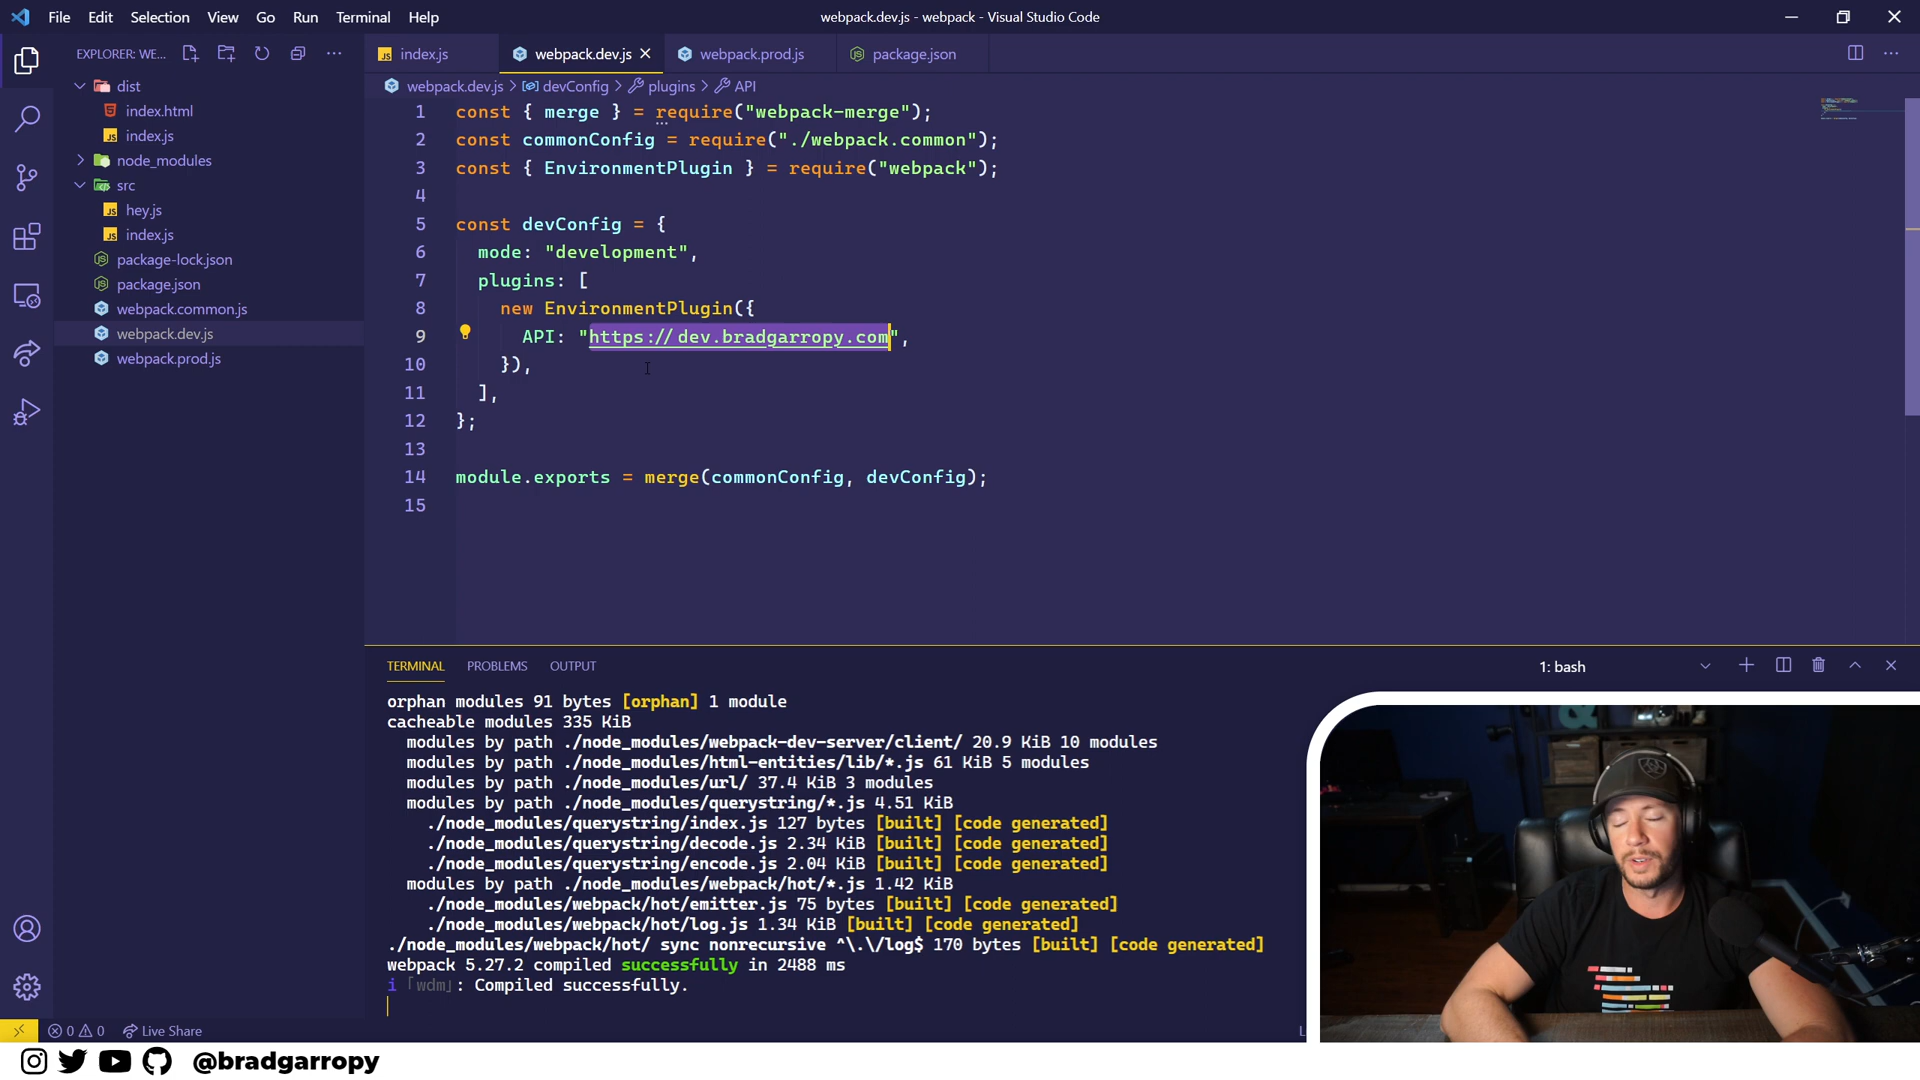 File Edit Selection View Go Run Terminal Help
webpack.dev.js - webpack - Visual Studio Code
EXPLORER: WE...
index.js
webpack.dev.js
webpack.prod.js
package.json
webpack.dev.js > devConfig > plugins > API
dist
index.html
index.js
node_modules
src
hey.js
index.js
package-lock.json
package.json
webpack.common.js
webpack.dev.js
webpack.prod.js
1 const { merge } = require("webpack-merge");
2 const commonConfig = require("./webpack.common");
3 const { EnvironmentPlugin } = require("webpack");
4
5 const devConfig = {
6 mode: "development",
7 plugins: [
8 new EnvironmentPlugin({
9 API: "https://dev.bradgarropy.com",
10 }),
11 ],
12 };
13
14 module.exports = merge(commonConfig, devConfig);
15
TERMINAL PROBLEMS OUTPUT
1: bash
orphan modules 91 bytes [orphan] 1 module
cacheable modules 335 KiB
modules by path ./node_modules/webpack-dev-server/client/ 20.9 KiB 10 modules
modules by path ./node_modules/html-entities/lib/*.js 61 KiB 5 modules
modules by path ./node_modules/url/ 37.4 KiB 3 modules
modules by path ./node_modules/querystring/*.js 4.51 KiB
./node_modules/querystring/index.js 127 bytes [built] [code generated]
./node_modules/querystring/decode.js 2.34 KiB [built] [code generated]
./node_modules/querystring/encode.js 2.04 KiB [built] [code generated]
modules by path ./node_modules/webpack/hot/*.js 1.42 KiB
./node_modules/webpack/hot/emitter.js 75 bytes [built] [code generated]
./node_modules/webpack/hot/log.js 1.34 KiB [built] [code generated]
./node_modules/webpack/hot/ sync nonrecursive ^\.\/log$ 170 bytes [built] [code generated]
webpack 5.27.2 compiled successfully in 2488 ms
i ｢wdm｣: Compiled successfully.
0 0 Live Share
@bradgarropy